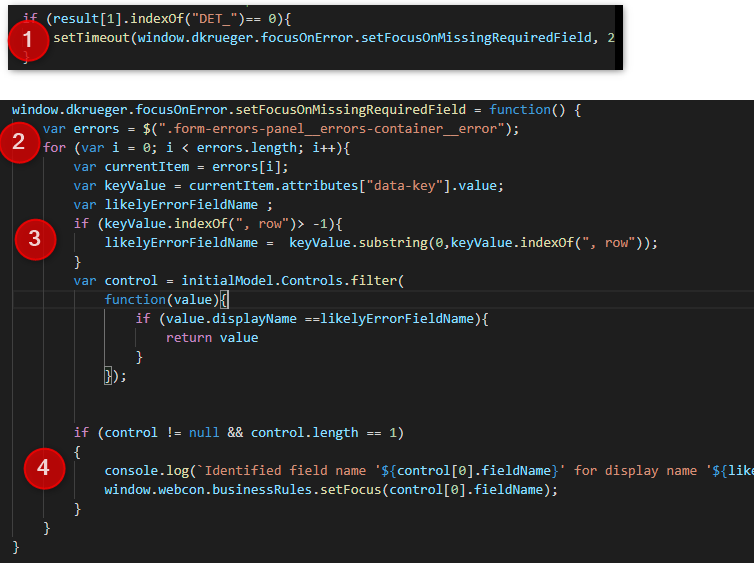 if (result[1].indexOf("DET_")== 0){
1
setTimeout(window.dkrueger.focusOnError.setFocusOnMissingRequiredField, 2
}
window.dkrueger.focusOnError.setFocusOnMissingRequiredField = function() {
var errors = $(".form-errors-panel__errors-container__error");
2
for (var i = 0; i < errors.length; i++){
var currentItem = errors[i];
var keyValue = currentItem.attributes["data-key"].value;
var likelyErrorFieldName ;
if (keyValue.indexOf(", row")> -1){
3
likelyErrorFieldName =  keyValue.substring(0,keyValue.indexOf(", row"));
}
var control = initialModel.Controls.filter(
function(value){
if (value.displayName ==likelyErrorFieldName){
return value
}
});
if (control != null && control.length == 1)
{
4
console.log(`Identified field name '${control[0].fieldName}' for display name '${like
window.webcon.businessRules.setFocus(control[0].fieldName);
}
}
}